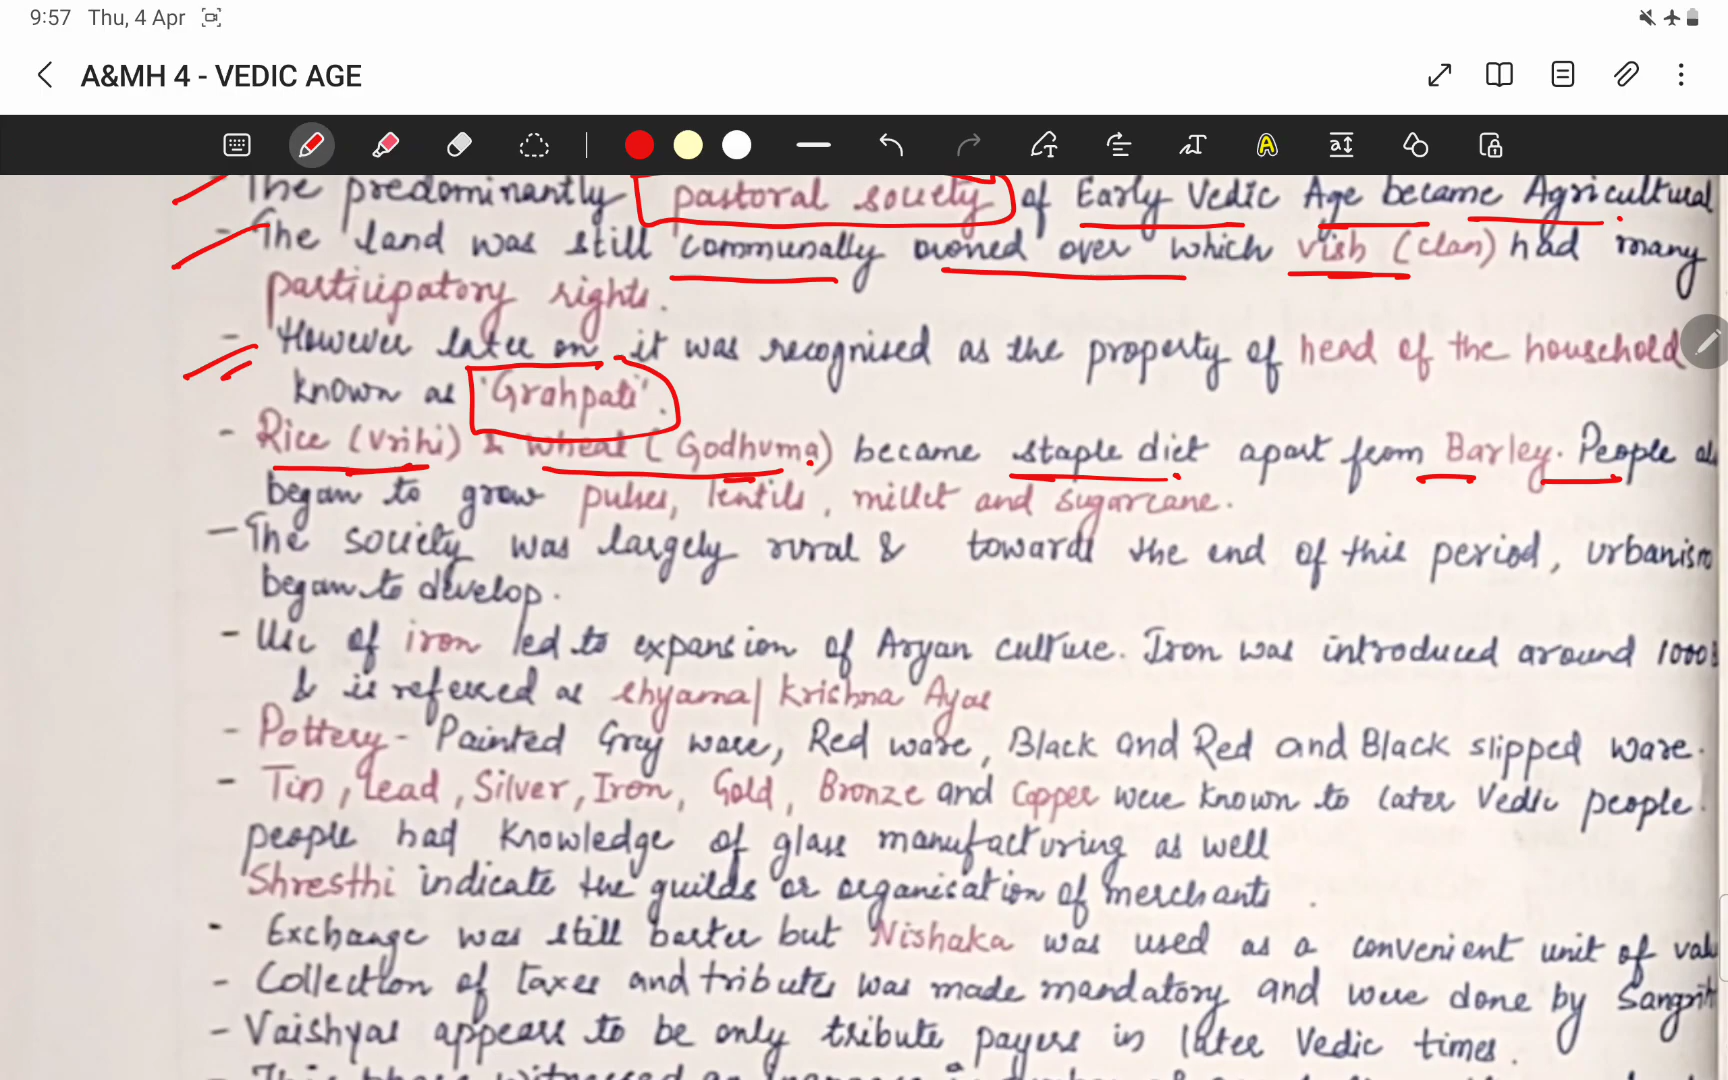 9:57 Thu, 4 Apr
A&MH 4 - VEDIC AGE
The predominantly pastoral society of Early Vedic Age became Agricultural
- The land was still communally owned over which vish (clan) had many
participatory rights.
- However later on it was recognised as the property of head of the household
known as 'Grahpati'.
- Rice (Vrihi) & wheat (Godhuma) became staple diet apart from Barley. People
began to grow pulses, lentils, millet and sugarcane.
- The society was largely rural & towards the end of this period, urbanism
began to develop.
- Use of iron led to expansion of Aryan culture. Iron was introduced around 1000
& is referred as shyama/ Krishna Ayas
- Pottery - Painted Grey ware, Red ware, Black and Red and Black slipped ware.
- Tin, Lead, Silver, Iron, Gold, Bronze and Copper were known to later Vedic people.
people had knowledge of glass manufacturing as well
Shresthi indicate the guilds or organisation of merchants.
- Exchange was still barter but Nishaka was used as a convenient unit of
- Collection of taxes and tributes was made mandatory and were done by
- Vaishyas appears to be only tribute payers in later Vedic times.